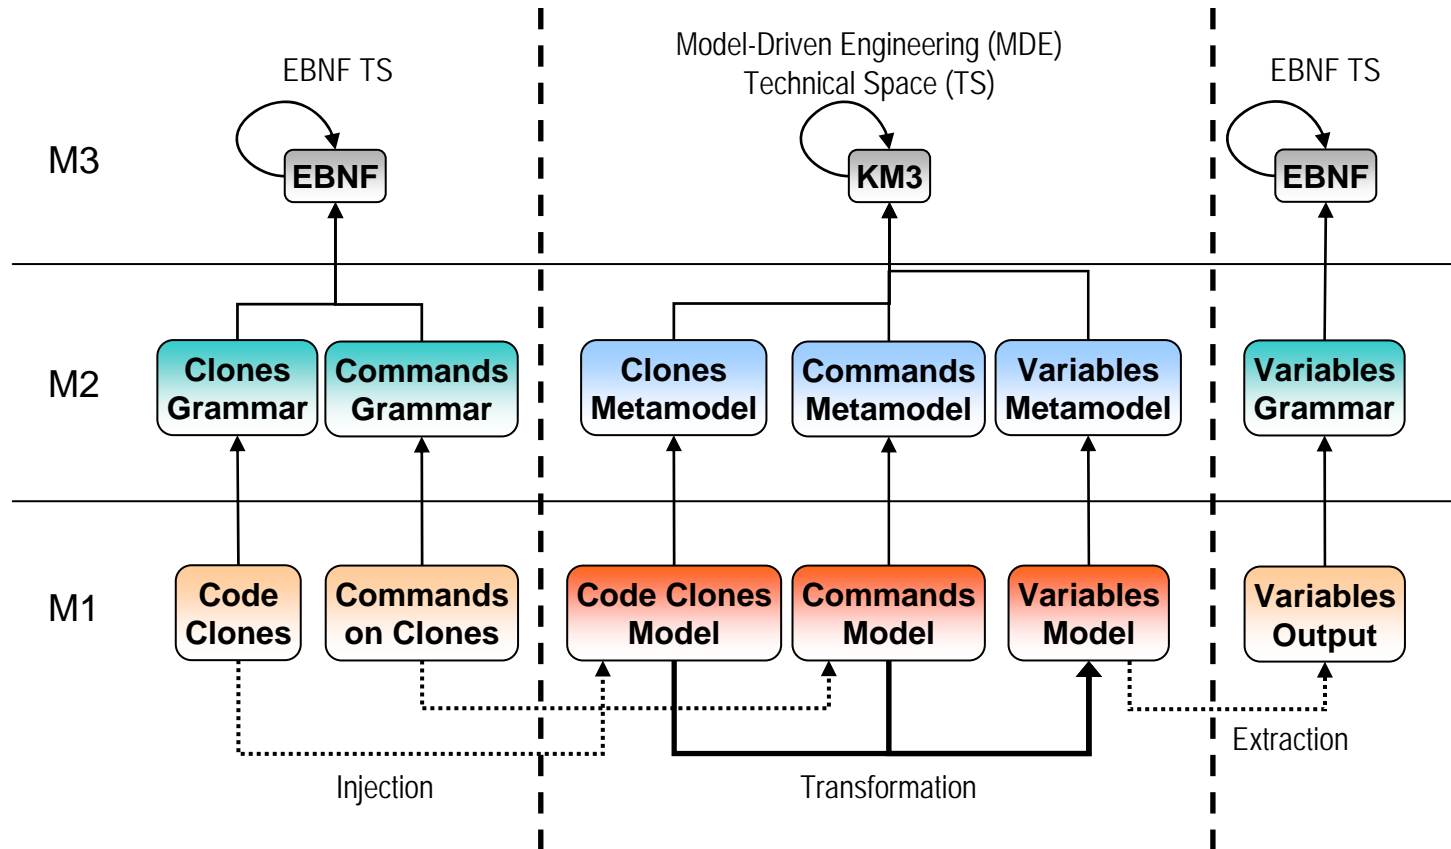 Model-Driven Engineering (MDE)
Technical Space (TS)
EBNF TS
EBNF TS
M3
EBNF
KM3
EBNF
M2
Clones
Grammar
Commands
Grammar
Clones
Metamodel
Commands
Metamodel
Variables
Metamodel
Variables
Grammar
M1
Code
Clones
Commands
on Clones
Code Clones
Model
Commands
Model
Variables
Model
Variables
Output
Injection
Transformation
Extraction